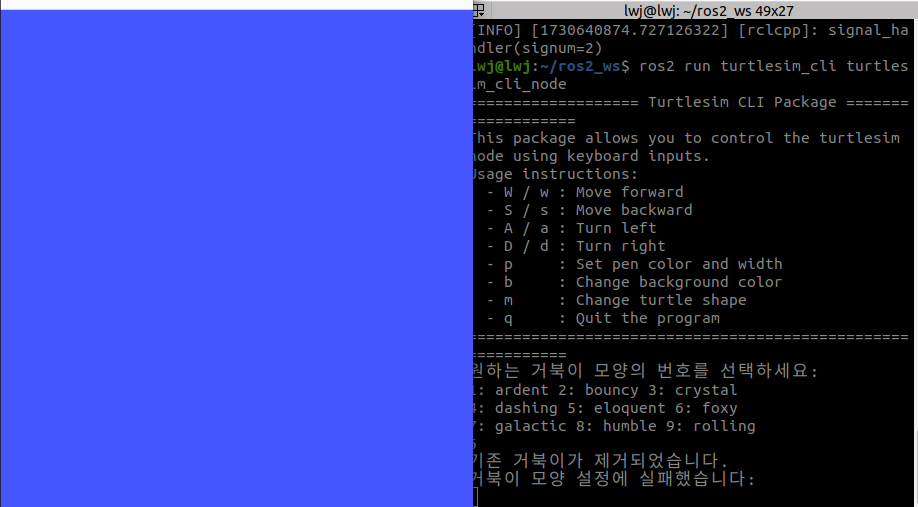 lwj@lwj: ~/ros2_ws 49x27
[INFO] [1730640874.727126322] [rclcpp]: signal_ha
ndler(signum=2)
lwj@lwj:~/ros2_ws$ ros2 run turtlesim_cli turtles
im_cli_node
=================== Turtlesim CLI Package =======
============
This package allows you to control the turtlesim
node using keyboard inputs.
Usage instructions:
- W / w : Move forward
- S / s : Move backward
- A / a : Turn left
- D / d : Turn right
- p : Set pen color and width
- b : Change background color
- m : Change turtle shape
- q : Quit the program
=================================================
===========
원하는 거북이 모양의 번호를 선택하세요:
1: ardent 2: bouncy 3: crystal
4: dashing 5: eloquent 6: foxy
7: galactic 8: humble 9: rolling
기존 거북이가 제거되었습니다.
거북이 모양 설정에 실패했습니다: